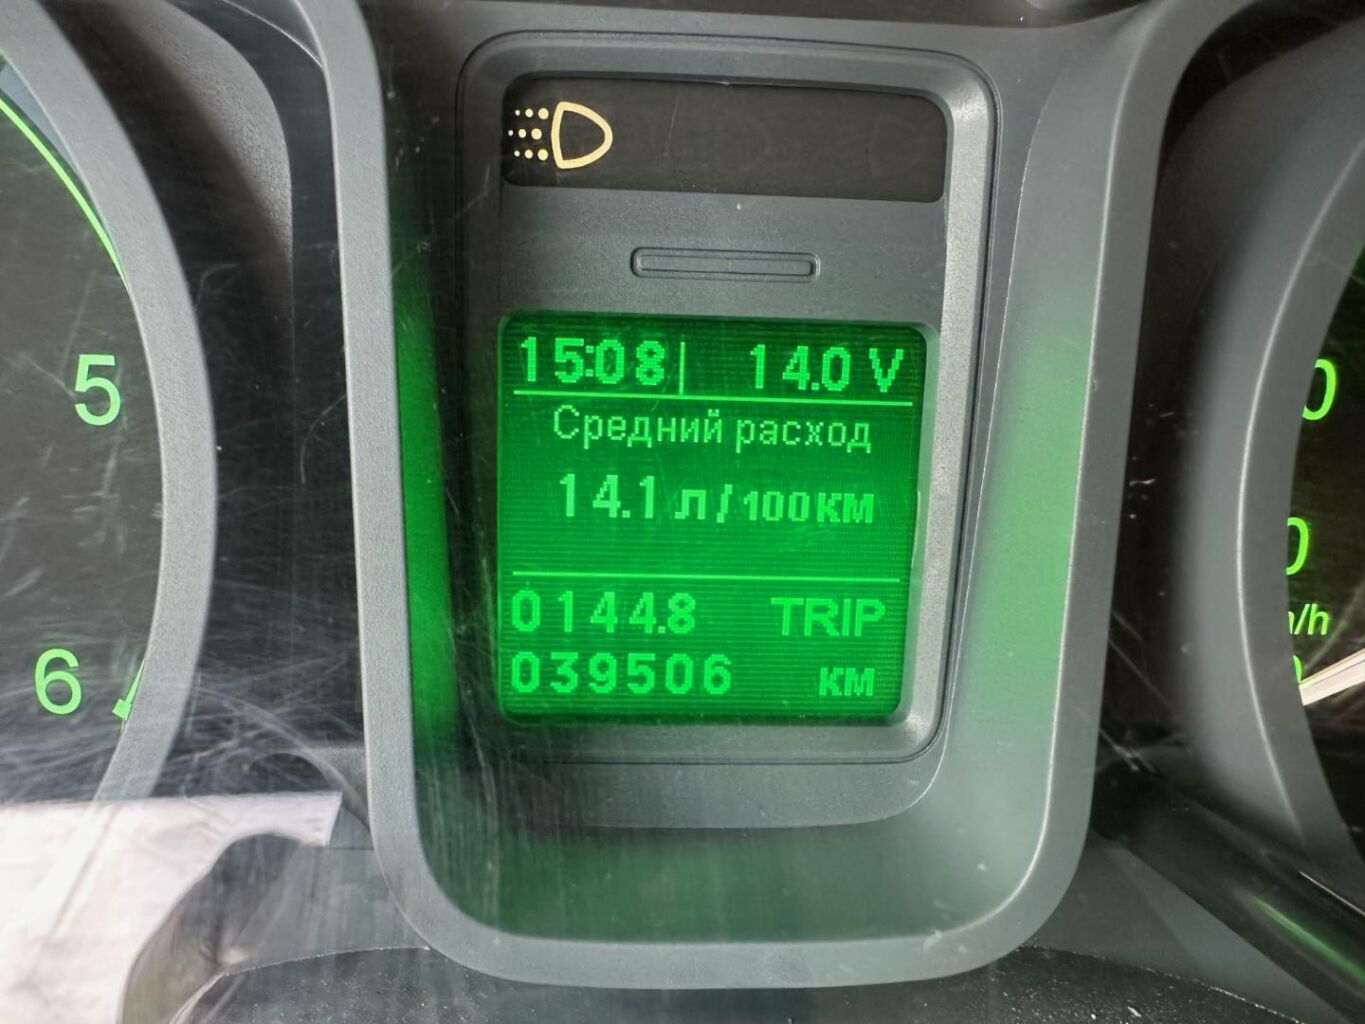 15:08 | 14.0 V
Средний расход
14.1 л/100км
0144.8 TRIP
039506 км
5
6